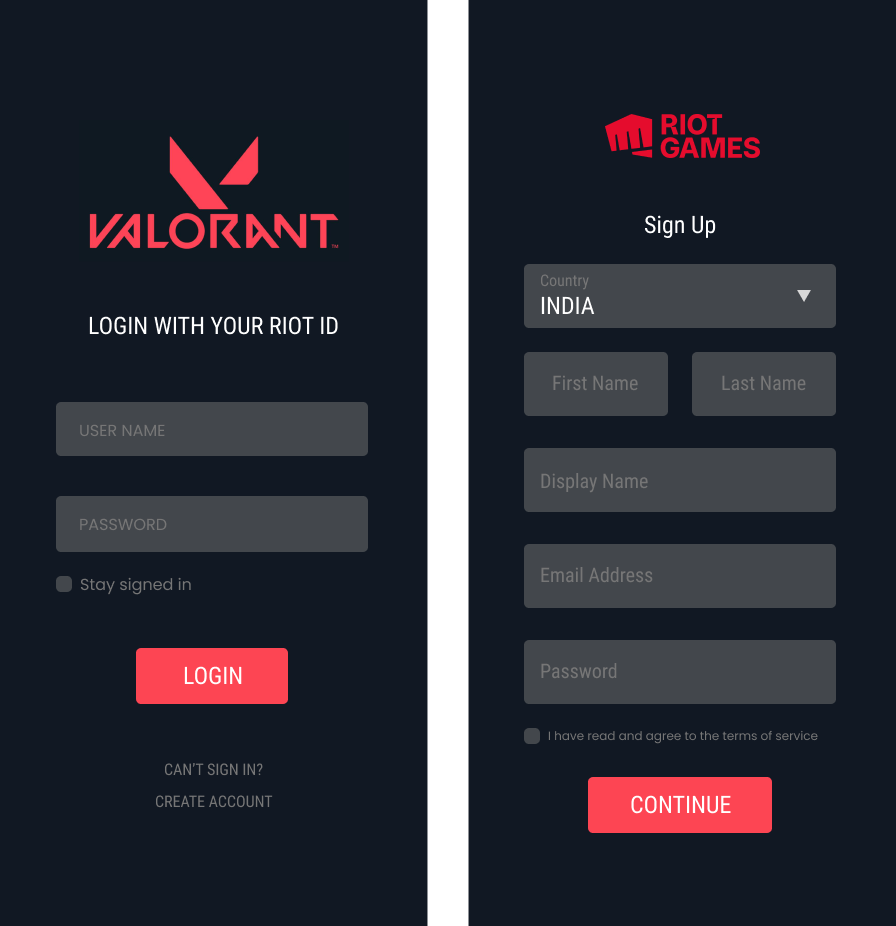 VALORANT™
LOGIN WITH YOUR RIOT ID
USER NAME
PASSWORD
Stay signed in
LOGIN
CAN'T SIGN IN?
CREATE ACCOUNT
RIOT
GAMES
Sign Up
Country
INDIA
First Name Last Name
Display Name
Email Address
Password
I have read and agree to the terms of service
CONTINUE